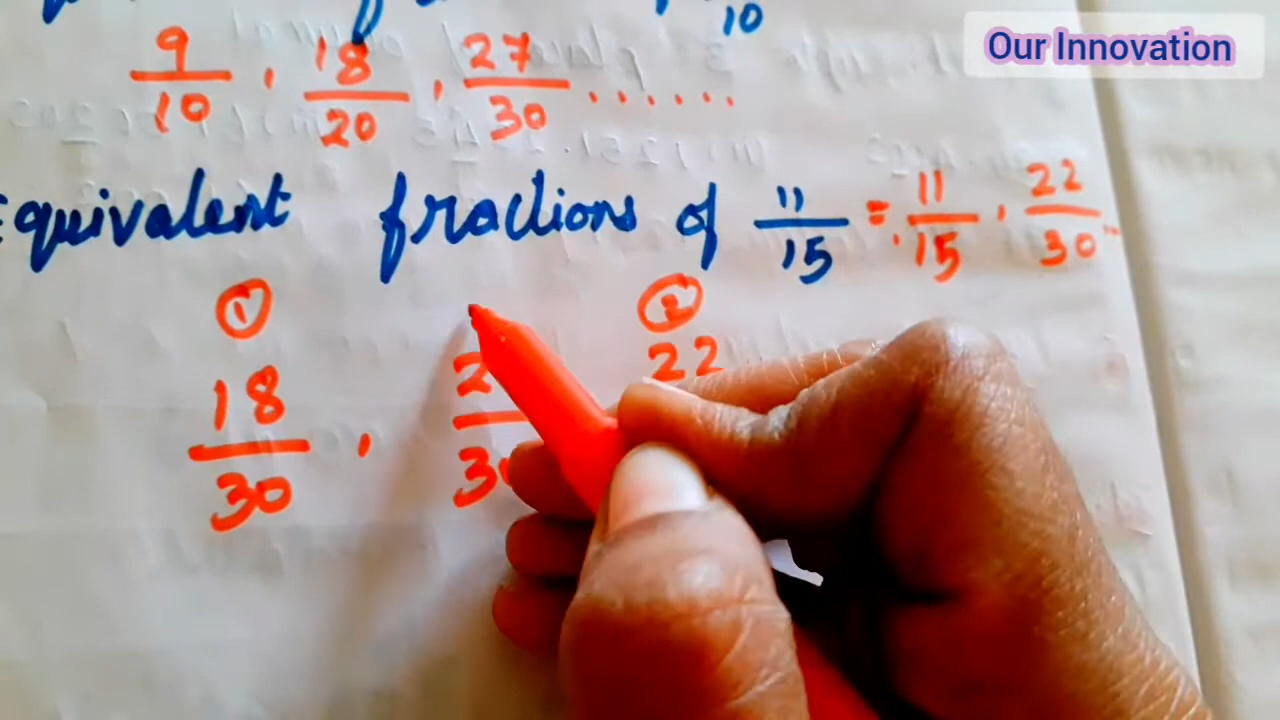 10
Our Innovation
9/10 , 18/20 , 27/30 ......
Equivalent fractions of 11/15 = 11/15 , 22/30 ..
① ②
18/30 , 22